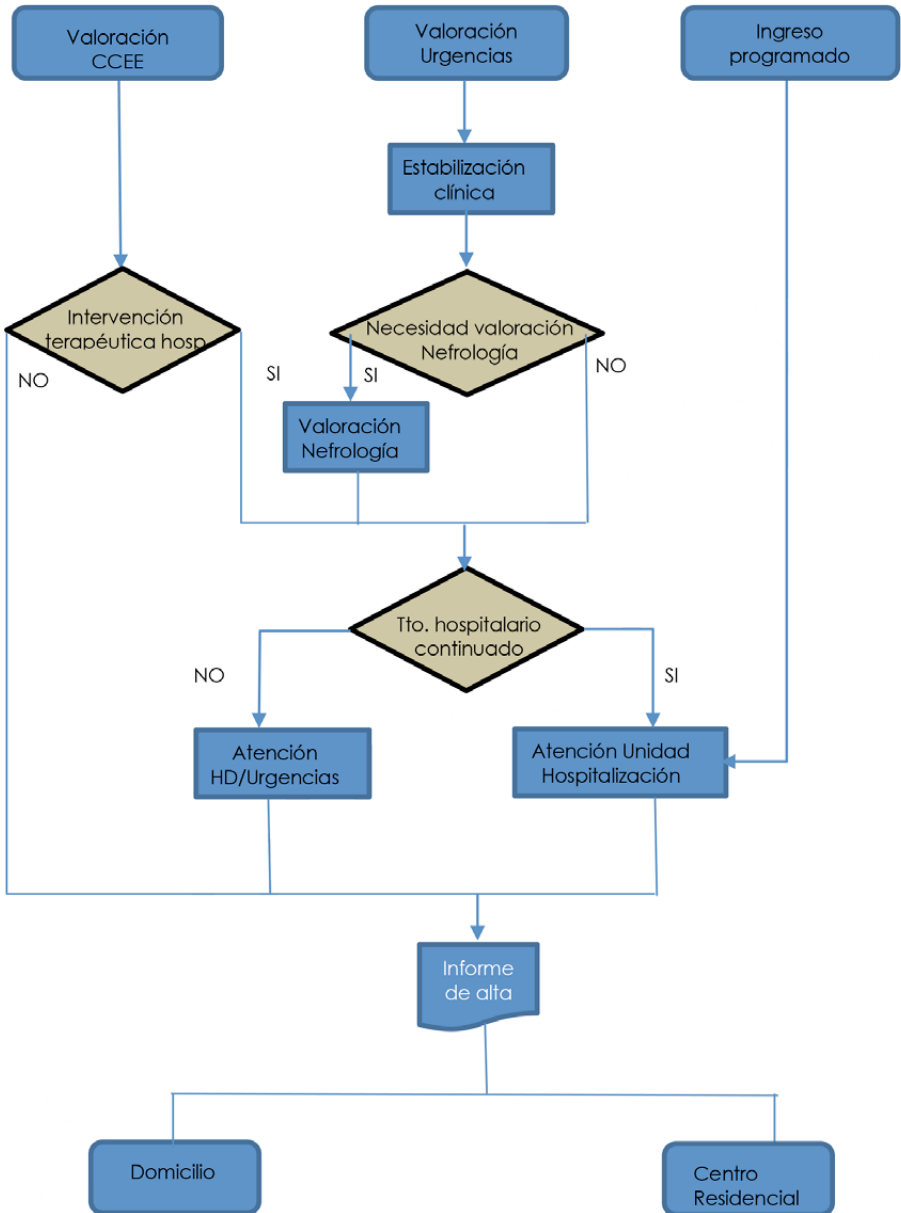 Valoración
CCEE
Valoración
Urgencias
Ingreso
programado
Estabilización
clínica
Intervención
terapéutica hosp.
Necesidad valoración
Nefrología
NO
SI
SI
NO
Valoración
Nefrología
Tto. hospitalario
continuado
NO
SI
Atención
HD/Urgencias
Atención Unidad
Hospitalización
Informe
de alta
Domicilio
Centro
Residencial